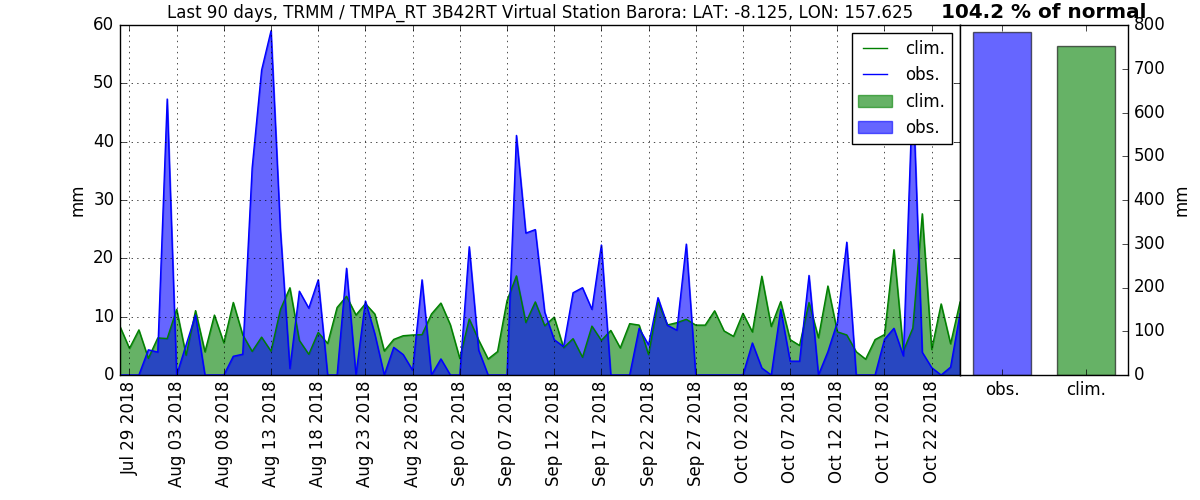 Last 90 days, TRMM / TMPA_RT 3B42RT Virtual Station Barora: LAT: -8.125, LON: 157.625
104.2 % of normal
60
50
40
30
20
10
0
mm
clim.
obs.
clim.
obs.
Jul 29 2018
Aug 03 2018
Aug 08 2018
Aug 13 2018
Aug 18 2018
Aug 23 2018
Aug 28 2018
Sep 02 2018
Sep 07 2018
Sep 12 2018
Sep 17 2018
Sep 22 2018
Sep 27 2018
Oct 02 2018
Oct 07 2018
Oct 12 2018
Oct 17 2018
Oct 22 2018
800
700
600
500
400
300
200
100
0
mm
obs.
clim.